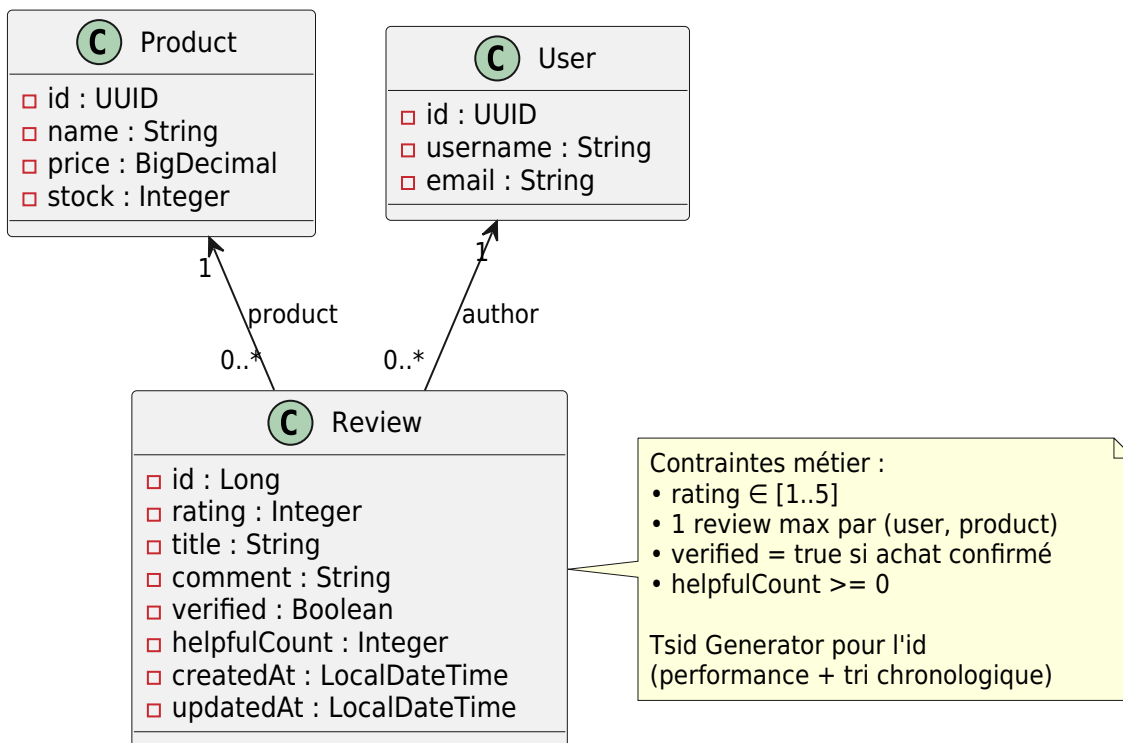 C Product
id : UUID
name : String
price : BigDecimal
stock : Integer
C User
id : UUID
username : String
email : String
1
1
product
author
0..*
0..*
C Review
id : Long
rating : Integer
title : String
comment : String
verified : Boolean
helpfulCount : Integer
createdAt : LocalDateTime
updatedAt : LocalDateTime
Contraintes métier :
• rating ∈ [1..5]
• 1 review max par (user, product)
• verified = true si achat confirmé
• helpfulCount >= 0
Tsid Generator pour l'id
(performance + tri chronologique)